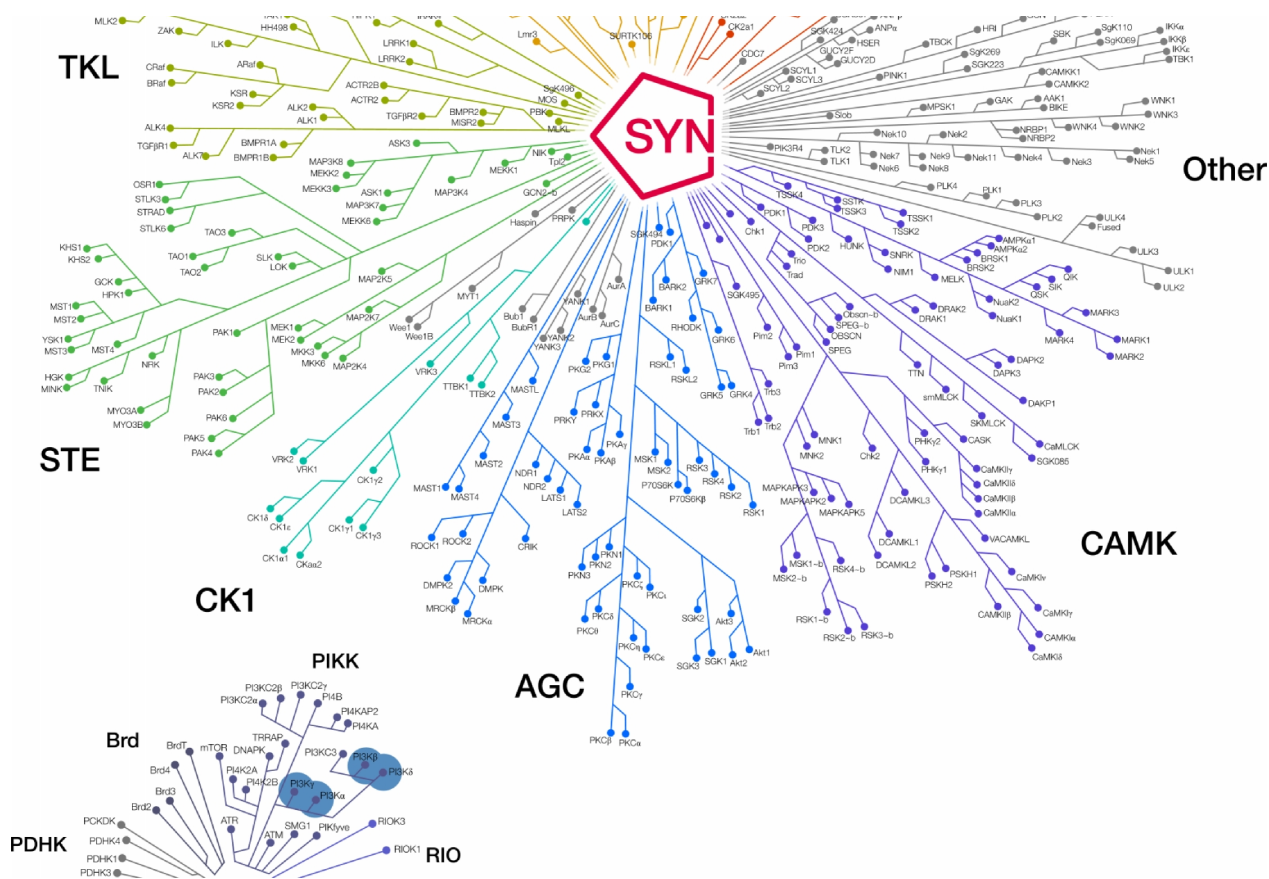 MLK2
ZAK
HH498
ILK
LRRK1
LRRK2
Lmr3
SURTK106
CK2a1
CDC7
SGK424
ANPα
HSER
GUCY2F
GUCY2D
SCYL1
SCYL3
SCYL2
TBCK
HRI
PINK1
SgK269
SGK223
SBK
SgK110
SgK069
IKKα
IKKβ
IKKε
TBK1
TKL
CRaf
BRaf
ARaf
KSR
KSR2
ACTR2B
ACTR2
ALK2
ALK1
TGFβIR2
BMPR2
MISR2
SgK496
MOS
PBK
MLKL
ALK4
TGFβR1
ALK7
BMPR1A
BMPR1B
SYN
CAMKK1
CAMKK2
MPSK1
GAK
AAK1
BIKE
Slob
WNK1
WNK3
WNK4
WNK2
NRBP1
NRBP2
Nek10
Nek2
PIK3R4
TLK2
TLK1
Nek7
Nek6
Nek9
Nek8
Nek11
Nek4
Nek3
Nek1
Nek5
Other
PLK4
PLK1
PLK3
PLK2
ULK4
Fused
ULK3
ULK1
ULK2
ASK3
MAP3K8
MEKK2
MEKK3
MAP3K4
MEKK1
NIK
Tpl2
GCN2~b
ASK1
MAP3K7
MEKK6
OSR1
STLK3
STRAD
STLK6
TAO3
TAO1
TAO2
SLK
LOK
KHS1
KHS2
GCK
HPK1
MST1
MST2
YSK1
MST3
MST4
HGK
MINK
TNIK
NRK
MYO3A
MYO3B
PAK1
PAK3
PAK2
PAK6
PAK5
PAK4
MAP2K5
MAP2K7
MEK1
MEK2
MKK3
MKK6
MAP2K4
STE
Haspin
PRPK
MYT1
Wee1
Wee1B
Bub1
BubR1
AurA
AurB
AurC
YANK1
YANK2
YANK3
VRK3
TTBK1
TTBK2
VRK2
VRK1
CK1γ2
CK1δ
CK1ε
CK1γ1
CK1γ3
CK1α1
CKaα2
CK1
SGK494
PDK1
BARK2
BARK1
GRK7
RHODK
GRK6
GRK5
GRK4
PKG2
PKG1
RSKL1
RSKL2
MASTL
MAST3
MAST2
MAST1
MAST4
PRKY
PRKX
PKAγ
PKAα
PKAβ
NDR1
NDR2
LATS1
LATS2
MSK1
MSK2
P70S6K
P70S6Kβ
RSK3
RSK4
RSK2
RSK1
ROCK1
ROCK2
CRIK
DMPK2
DMPK
MRCKβ
MRCKα
PKN1
PKN2
PKN3
PKCζ
PKCι
PKCδ
PKCθ
PKCη
PKCε
PKCγ
PKCβ
PKCα
SGK2
SGK3
SGK1
Akt3
Akt2
Akt1
AGC
TSSK4
SSTK
TSSK3
TSSK1
TSSK2
PDK1
Chk1
PDK3
PDK2
HUNK
SNRK
NIM1
MELK
Trio
Trad
SGK495
Pim2
Pim1
Pim3
Trb3
Trb1
Trb2
Obscn~b
SPEG~b
OBSCN
SPEG
DRAK2
DRAK1
AMPKα1
AMPKα2
BRSK1
BRSK2
QIK
SIK
QSK
NuaK2
NuaK1
MARK3
MARK4
MARK1
MARK2
DAPK2
DAPK3
DAKP1
TTN
smMLCK
SKMLCK
CaMLCK
SGK085
MNK1
MNK2
Chk2
PHKγ2
PHKγ1
CASK
CaMKIIγ
CaMKIIδ
CaMKIIβ
CaMKIIα
MAPKAPK3
MAPKAPK2
MAPKAPK5
DCAMKL3
DCAMKL1
DCAMKL2
VACAMKL
PSKH1
PSKH2
CaMKIv
CAMKIIβ
CaMKIγ
CAMKIα
CaMKIδ
MSK1~b
MSK2~b
RSK4~b
RSK1~b
RSK2~b
RSK3~b
CAMK
PIKK
PI3KC2β
PI3KC2γ
PI3KC2α
PI4B
PI4KAP2
PI4KA
TRRAP
DNAPK
mTOR
PI3KC3
PI3Kβ
PI3Kδ
PI4K2A
PI4K2B
PI3Kγ
PI3Kα
Brd
BrdT
Brd4
Brd3
Brd2
ATR
ATM
SMG1
PIKfyve
RIOK3
RIOK1
RIO
PCKDK
PDHK4
PDHK
PDHK1
PDHK3